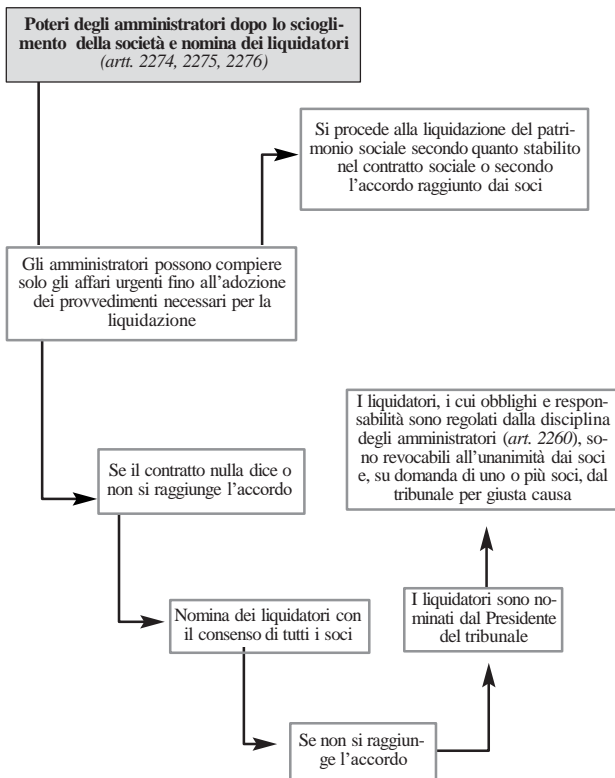 Poteri degli amministratori dopo lo sciogli-
mento della società e nomina dei liquidatori
(artt. 2274, 2275, 2276)
Si procede alla liquidazione del patri-
monio sociale secondo quanto stabilito
nel contratto sociale o secondo
l'accordo raggiunto dai soci
Gli amministratori possono compiere
solo gli affari urgenti fino all'adozione
dei provvedimenti necessari per la
liquidazione
I liquidatori, i cui obblighi e respon-
sabilità sono regolati dalla disciplina
degli amministratori (art. 2260), so-
no revocabili all'unanimità dai soci
e, su domanda di uno o più soci, dal
tribunale per giusta causa
Se il contratto nulla dice o
non si raggiunge l'accordo
Nomina dei liquidatori con
il consenso di tutti i soci
I liquidatori sono no-
minati dal Presidente
del tribunale
Se non si raggiun-
ge l'accordo